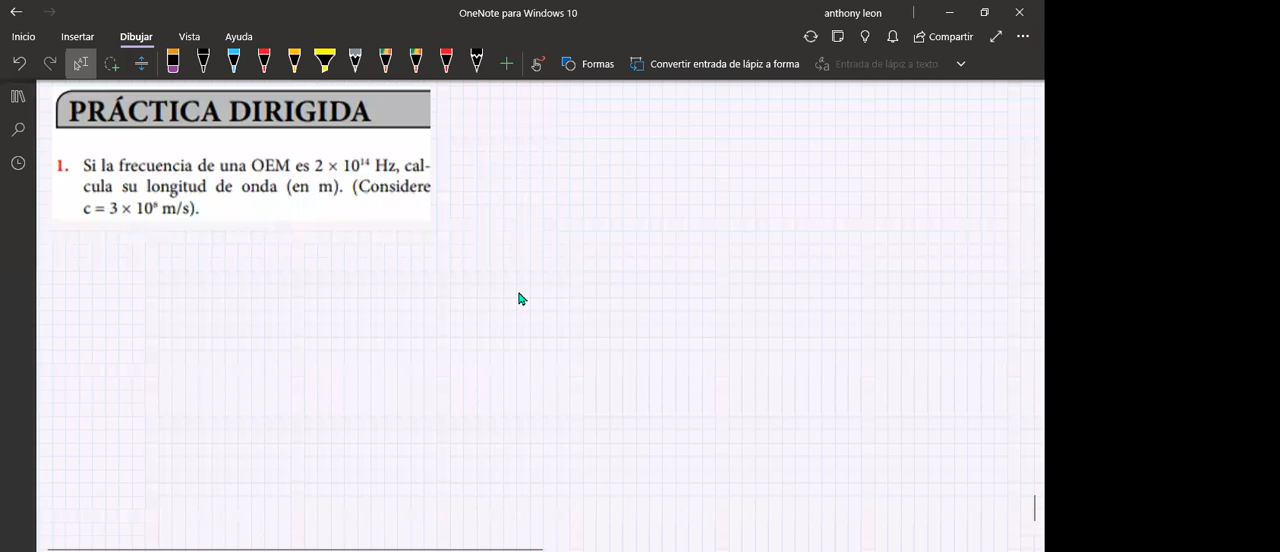 OneNote para Windows 10
anthony leon
Inicio
Insertar
Dibujar
Vista
Ayuda
Compartir
Formas
Convertir entrada de lápiz a forma
Entrada de lápiz a texto
PRÁCTICA DIRIGIDA
1. Si la frecuencia de una OEM es 2 × 10¹⁴ Hz, cal-
cula su longitud de onda (en m). (Considere
c = 3 × 10⁸ m/s).